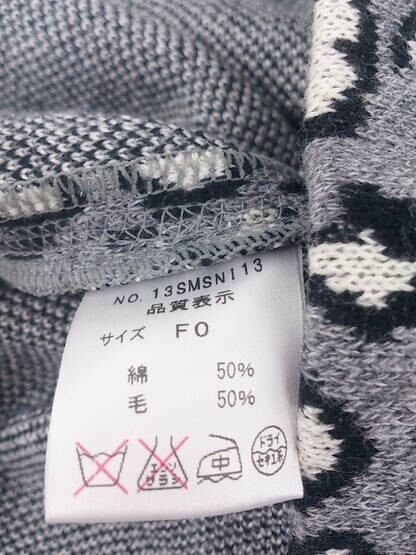 NO. 13SMSN113
品質表示
サイズ FO
綿 50%
毛 50%
エンソ サラシ 中 ドライ
セキユ系